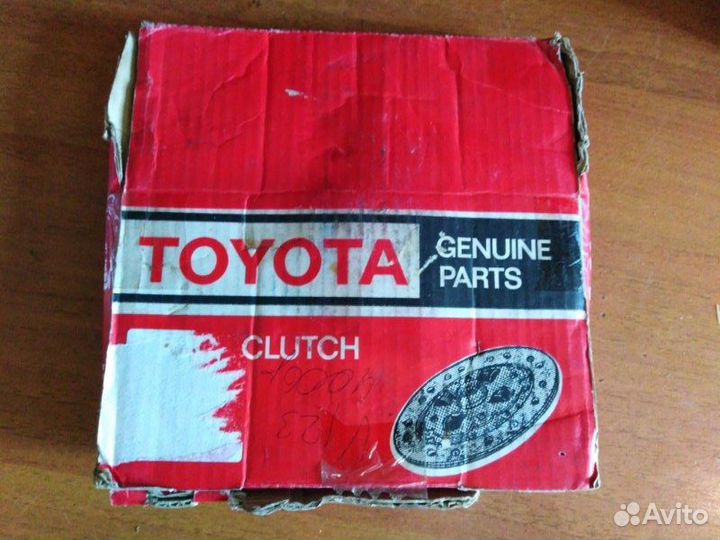 TOYOTA
GENUINE
PARTS
CLUTCH
Avito